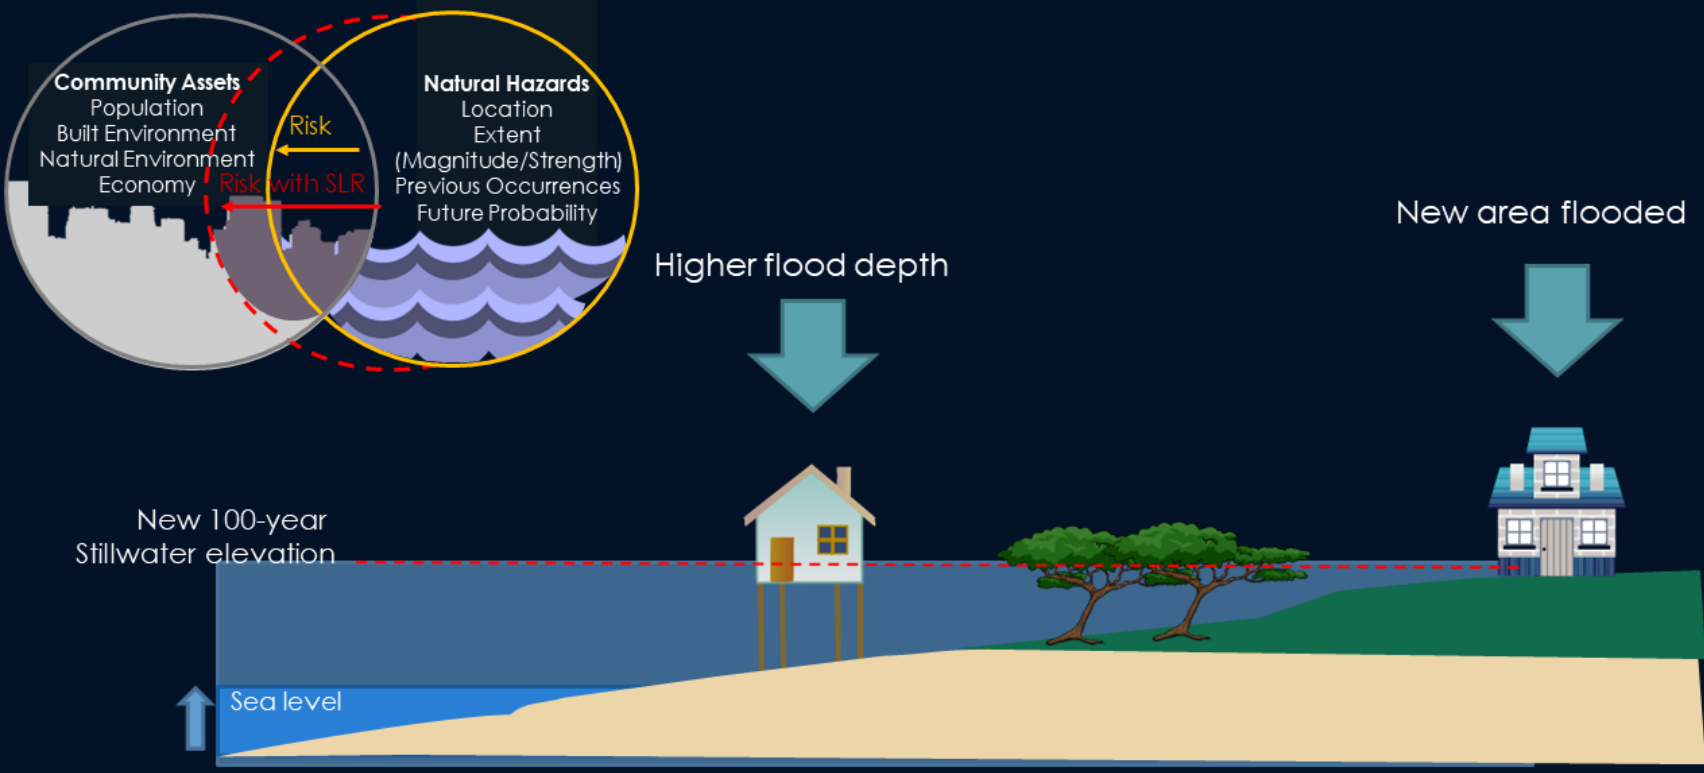 Community Assets
Population
Built Environment
Natural Environment
Economy
Risk
Risk with SLR
Natural Hazards
Location
Extent
(Magnitude/Strength)
Previous Occurrences
Future Probability
Higher flood depth
New area flooded
New 100-year
Stillwater elevation
Sea level